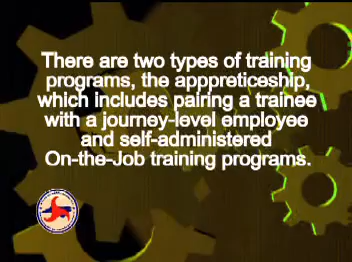 There are two types of training
programs, the apppreticeship,
which includes pairing a trainee
with a journey-level employee
and self-administered
On-the-Job training programs.